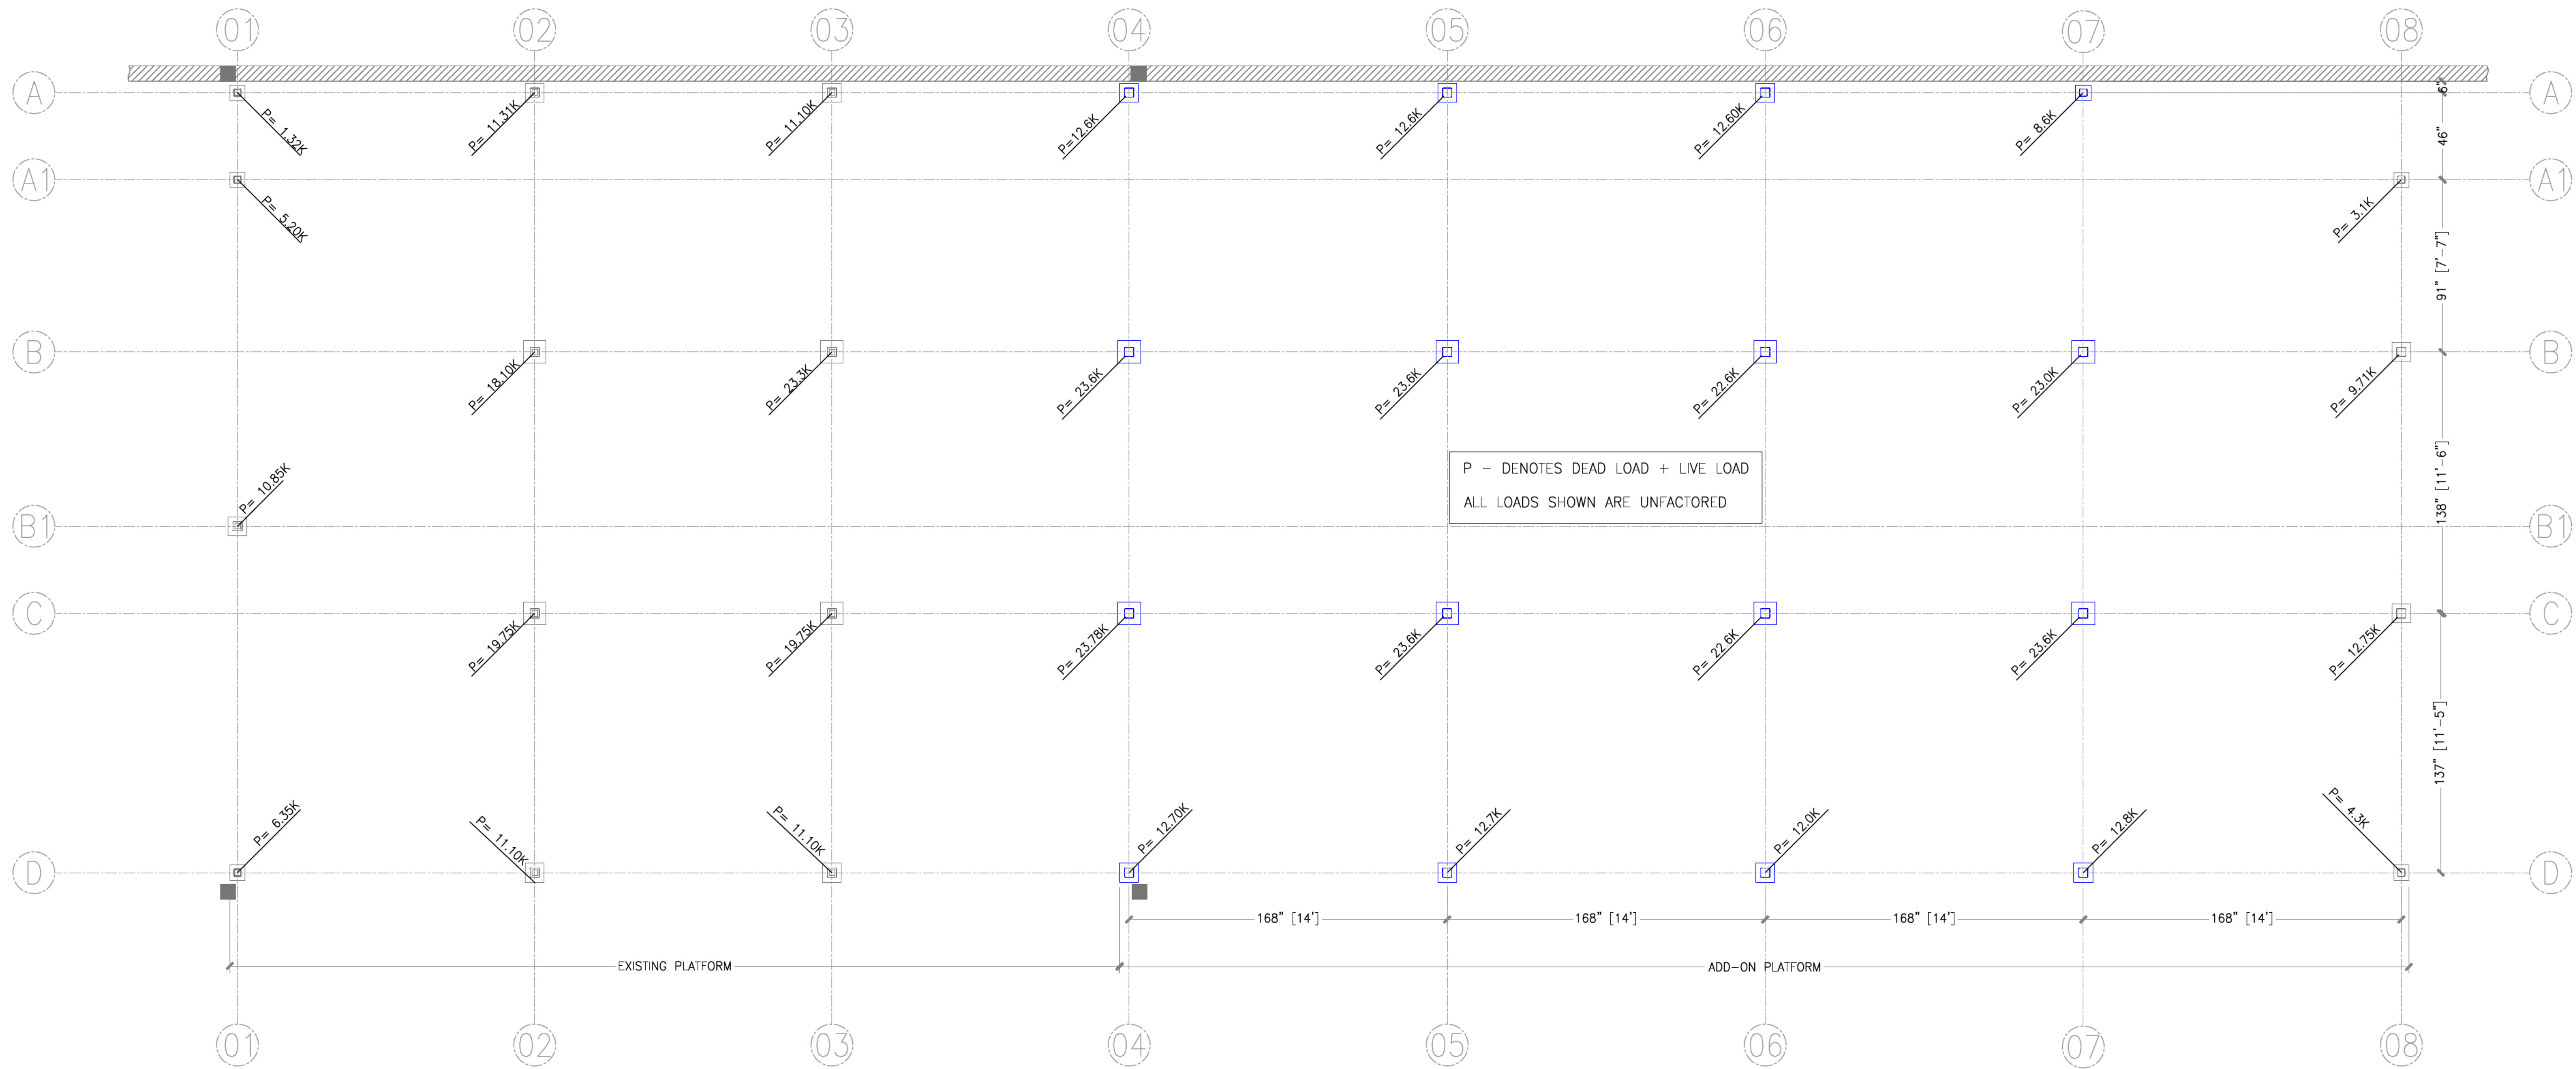 01 02 03 04 05 06 07 08
A A
6"
P= 1.32K P= 11.31K P= 11.10K P=12.6K P= 12.6K P= 12.60K P= 8.6K
46"
A1 A1
P= 5.20K P= 3.1K
91" [7'-7"]
B B
P= 18.10K P= 23.3K P= 23.6K P= 23.6K P= 22.6K P= 23.0K P= 9.71K
P - DENOTES DEAD LOAD + LIVE LOAD
ALL LOADS SHOWN ARE UNFACTORED
138" [11'-6"]
P= 10.85K
B1 B1
C C
P= 19.75K P= 19.75K P= 23.78K P= 23.6K P= 22.6K P= 23.6K P= 12.75K
137" [11'-5"]
P= 6.35K P= 11.10K P= 11.10K P= 12.70K P= 12.7K P= 12.0K P= 12.8K P= 4.3K
D D
168" [14'] 168" [14'] 168" [14'] 168" [14']
EXISTING PLATFORM ADD-ON PLATFORM
01 02 03 04 05 06 07 08